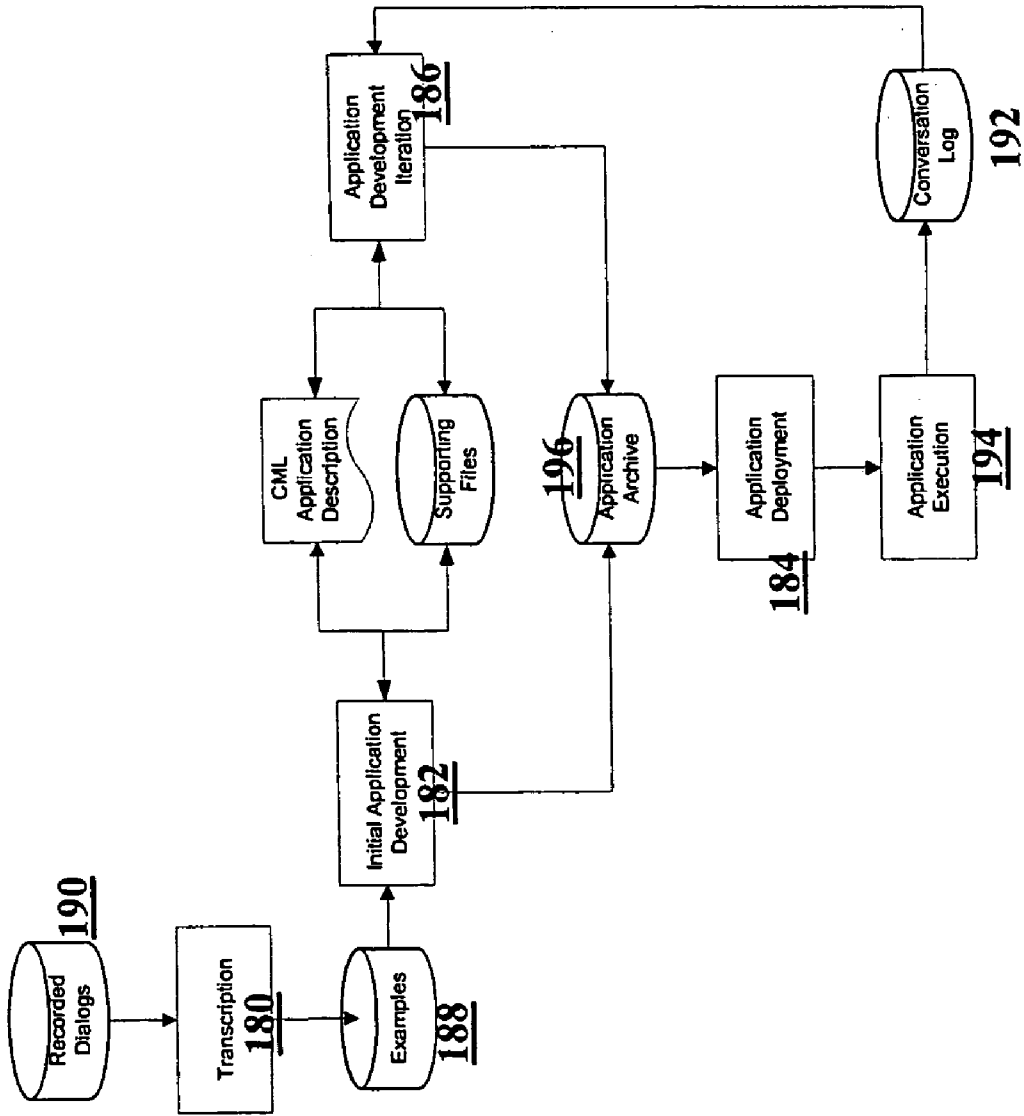 Recorded
Dialogs
190
Transcription
180
Examples
188
Initial Application
Development
182
CML
Application
Description
Supporting
Files
Application
Development
Iteration
186
196
Application
Archive
Application
Deployment
184
Application
Execution
194
Conversation
Log
192